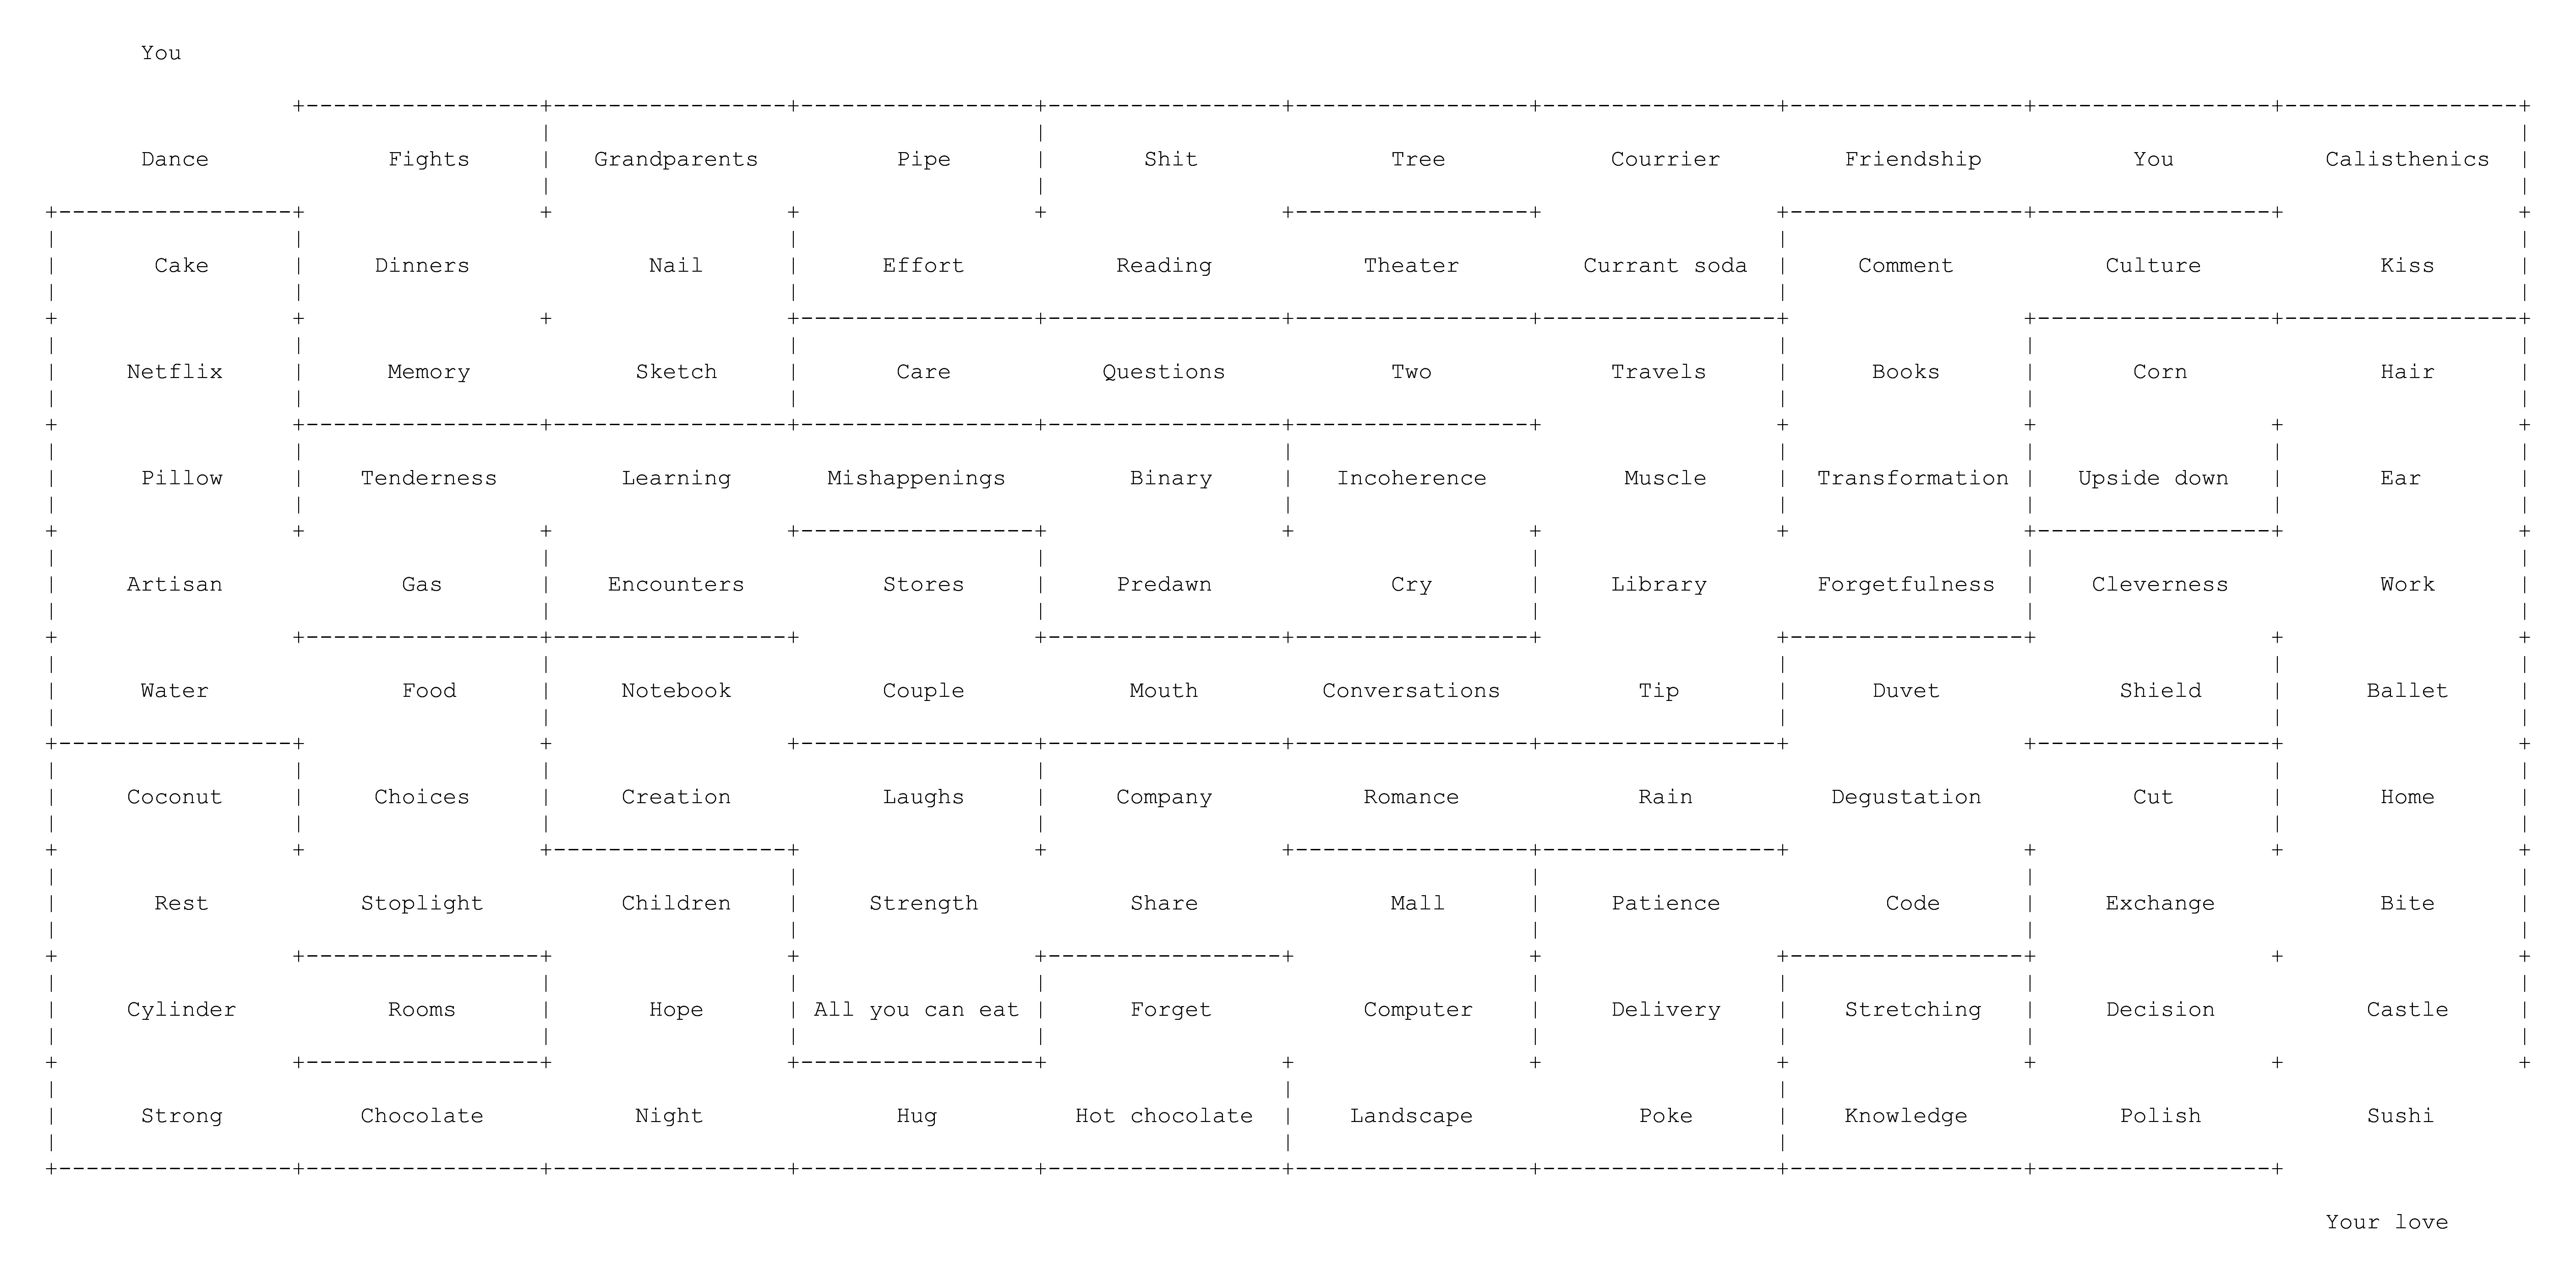 You
Dance Fights Grandparents Pipe Shit Tree Courrier Friendship You Calisthenics
Cake Dinners Nail Effort Reading Theater Currant soda Comment Culture Kiss
Netflix Memory Sketch Care Questions Two Travels Books Corn Hair
Pillow Tenderness Learning Mishappenings Binary Incoherence Muscle Transformation Upside down Ear
Artisan Gas Encounters Stores Predawn Cry Library Forgetfulness Cleverness Work
Water Food Notebook Couple Mouth Conversations Tip Duvet Shield Ballet
Coconut Choices Creation Laughs Company Romance Rain Degustation Cut Home
Rest Stoplight Children Strength Share Mall Patience Code Exchange Bite
Cylinder Rooms Hope All you can eat Forget Computer Delivery Stretching Decision Castle
Strong Chocolate Night Hug Hot chocolate Landscape Poke Knowledge Polish Sushi
Your love